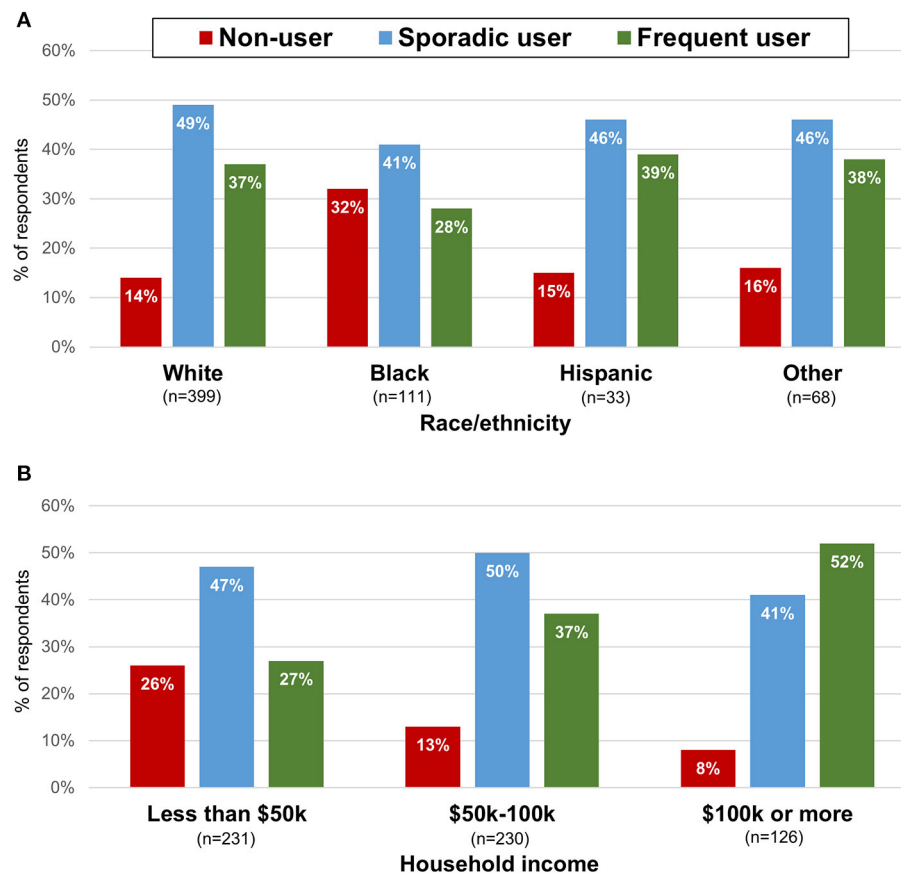 A
Non-user Sporadic user Frequent user
60%
50%
40%
30%
20%
10%
0%
% of respondents
14% 49% 37%
32% 41% 28%
15% 46% 39%
16% 46% 38%
White Black Hispanic Other
(n=399) (n=111) (n=33) (n=68)
Race/ethnicity
B
60%
50%
40%
30%
20%
10%
0%
% of respondents
26% 47% 27%
13% 50% 37%
8% 41% 52%
Less than $50k $50k-100k $100k or more
(n=231) (n=230) (n=126)
Household income